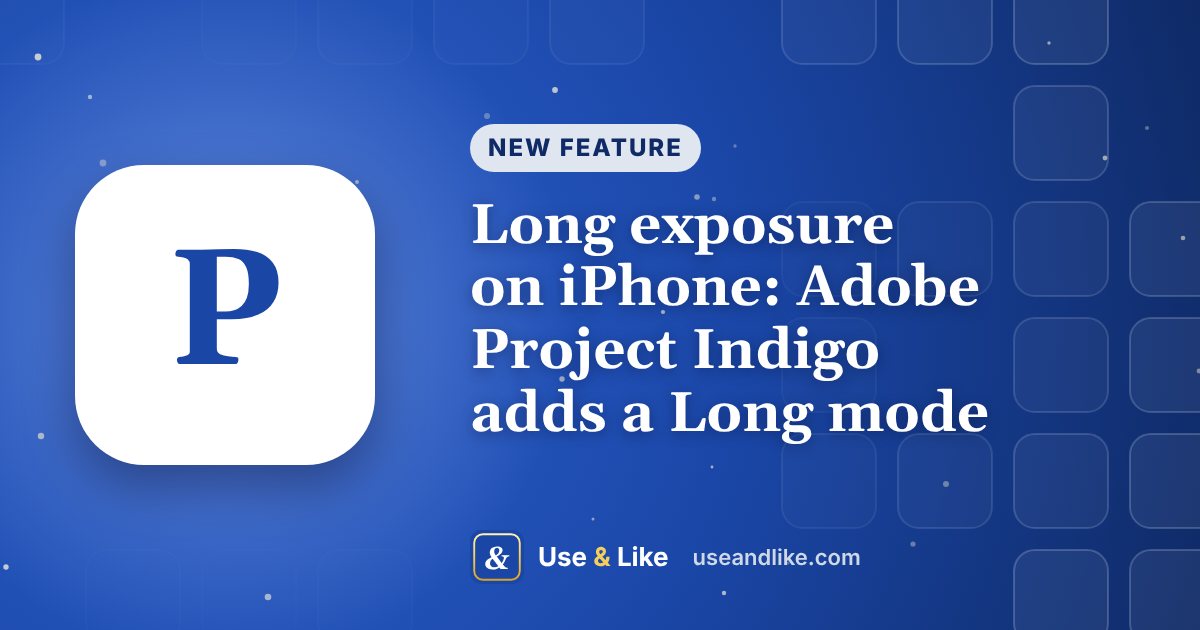 P
NEW FEATURE
Long exposure
on iPhone: Adobe
Project Indigo
adds a Long mode
& Use & Like useandlike.com